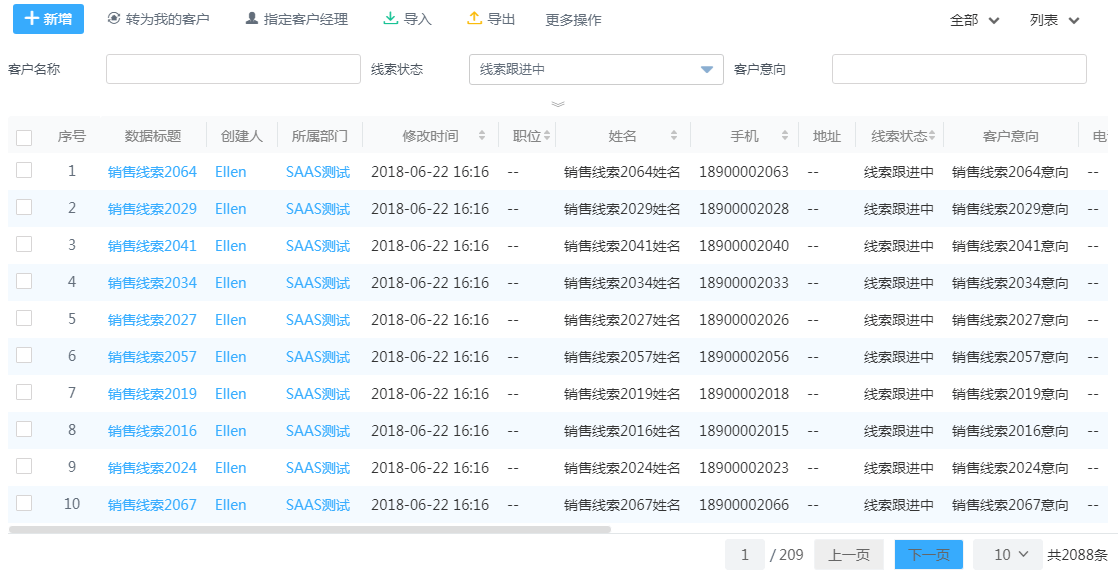 新增 转为我的客户 指定客户经理 导入 导出 更多操作 全部 列表
客户名称 线索状态 线索跟进中 客户意向
序号 数据标题 创建人 所属部门 修改时间 职位 姓名 手机 地址 线索状态 客户意向
1 销售线索2064 Ellen SAAS测试 2018-06-22 16:16 -- 销售线索2064姓名 18900002063 -- 线索跟进中 销售线索2064意向 --
2 销售线索2029 Ellen SAAS测试 2018-06-22 16:16 -- 销售线索2029姓名 18900002028 -- 线索跟进中 销售线索2029意向 --
3 销售线索2041 Ellen SAAS测试 2018-06-22 16:16 -- 销售线索2041姓名 18900002040 -- 线索跟进中 销售线索2041意向 --
4 销售线索2034 Ellen SAAS测试 2018-06-22 16:16 -- 销售线索2034姓名 18900002033 -- 线索跟进中 销售线索2034意向 --
5 销售线索2027 Ellen SAAS测试 2018-06-22 16:16 -- 销售线索2027姓名 18900002026 -- 线索跟进中 销售线索2027意向 --
6 销售线索2057 Ellen SAAS测试 2018-06-22 16:16 -- 销售线索2057姓名 18900002056 -- 线索跟进中 销售线索2057意向 --
7 销售线索2019 Ellen SAAS测试 2018-06-22 16:16 -- 销售线索2019姓名 18900002018 -- 线索跟进中 销售线索2019意向 --
8 销售线索2016 Ellen SAAS测试 2018-06-22 16:16 -- 销售线索2016姓名 18900002015 -- 线索跟进中 销售线索2016意向 --
9 销售线索2024 Ellen SAAS测试 2018-06-22 16:16 -- 销售线索2024姓名 18900002023 -- 线索跟进中 销售线索2024意向 --
10 销售线索2067 Ellen SAAS测试 2018-06-22 16:16 -- 销售线索2067姓名 18900002066 -- 线索跟进中 销售线索2067意向 --
1 / 209 上一页 下一页 10 共2088条